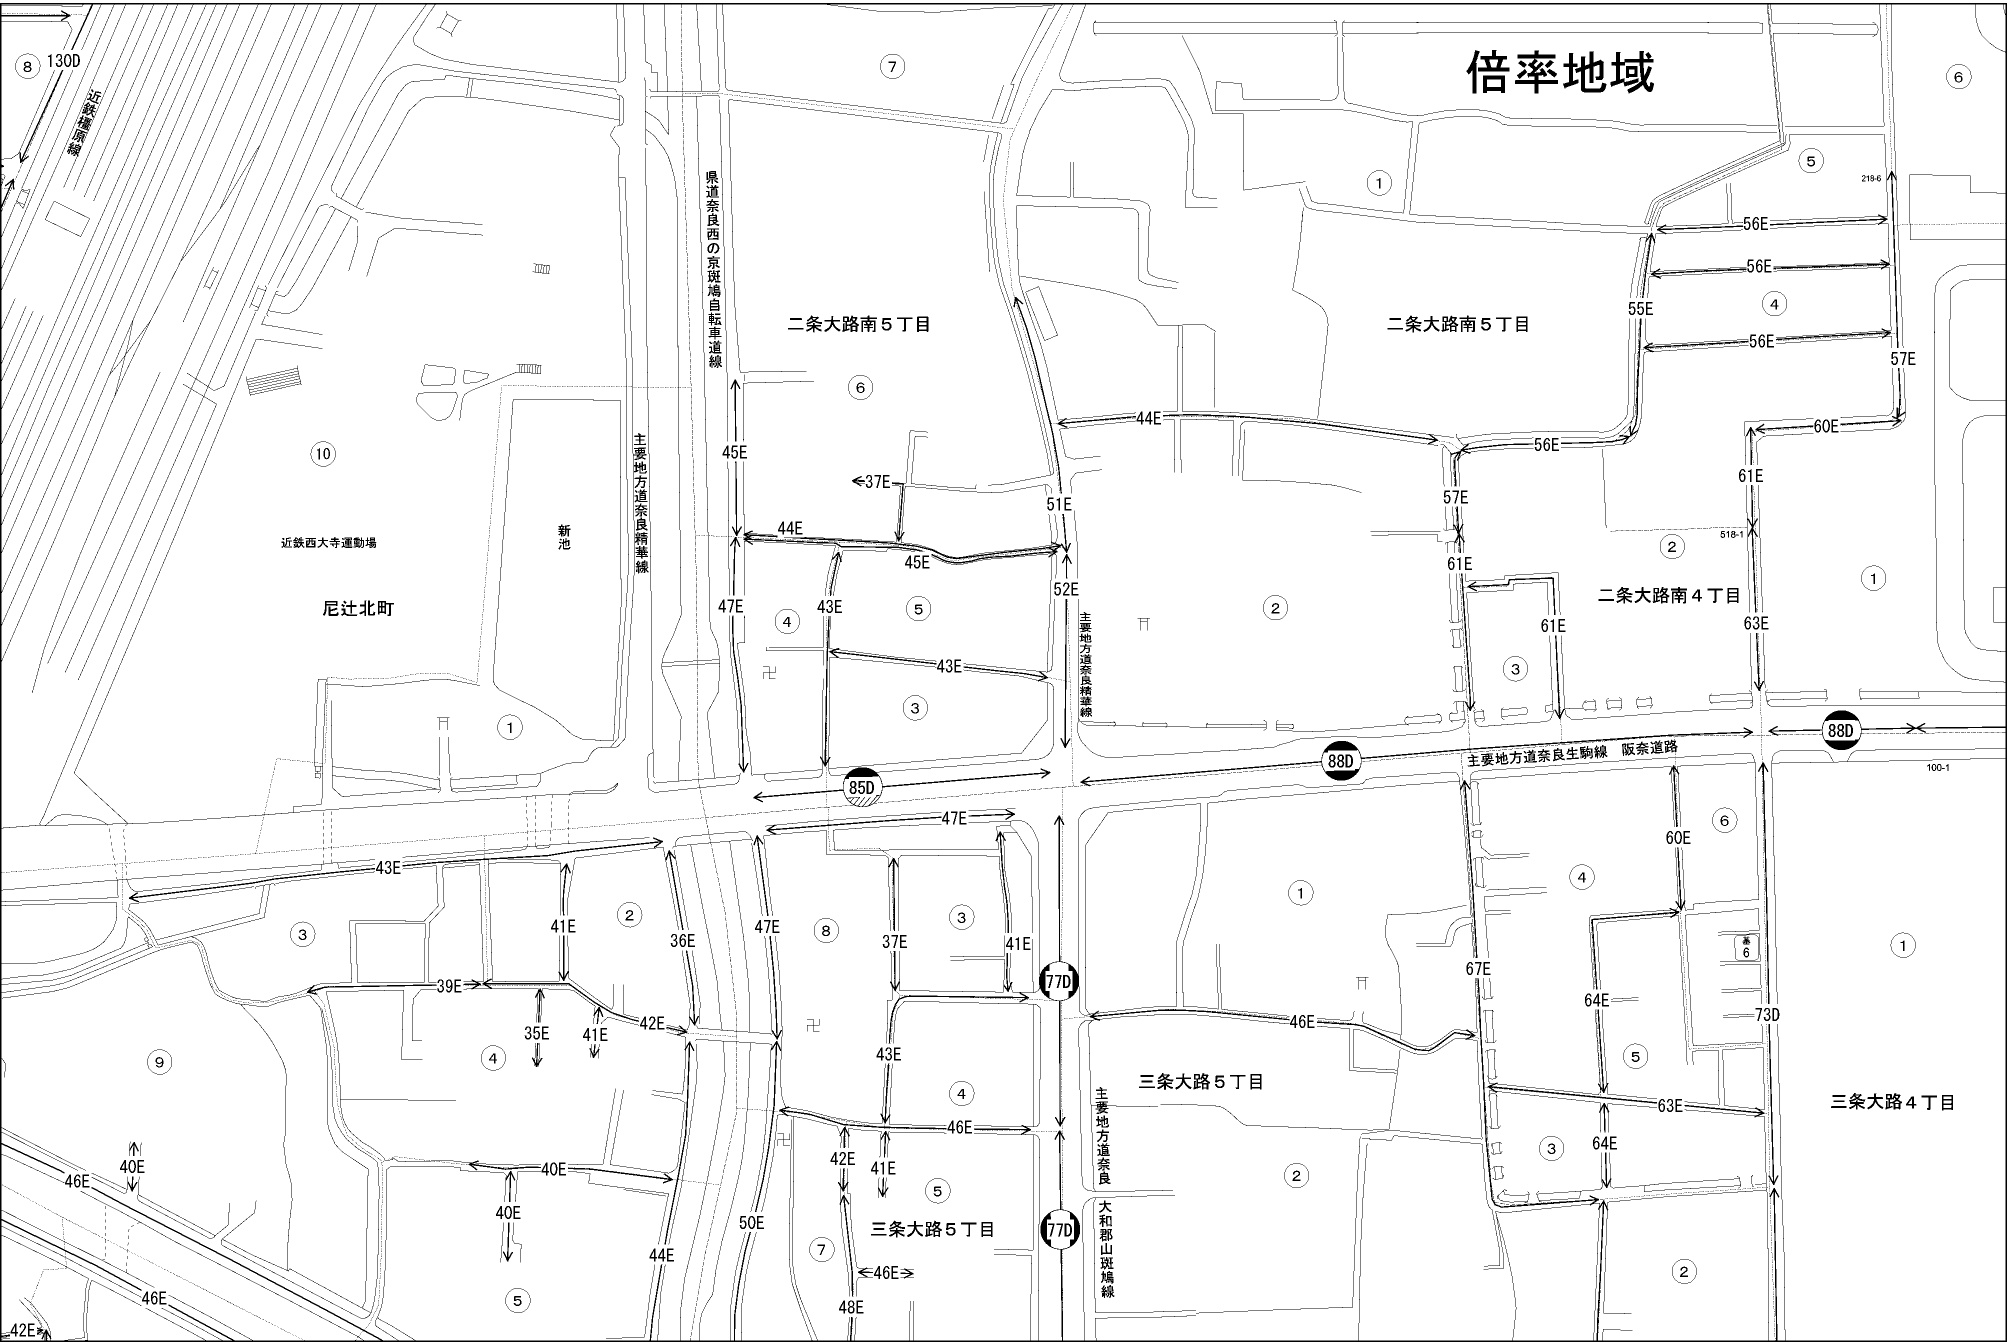 倍率地域
8
130D
近鉄橿原線
7
6
5
1
218-6
56E
県道奈良西の京斑鳩自転車道線
56E
4
55E
二条大路南5丁目
二条大路南5丁目
56E
57E
6
44E
60E
10
主要地方道奈良精華線
45E
56E
37E
61E
57E
51E
新池
近鉄西大寺運動場
44E
518-1
2
45E
61E
52E
1
尼辻北町
47E
43E
5
2
二条大路南4丁目
4
主要地方道奈良精華線
61E
63E
43E
3
3
1
88D
主要地方道奈良生駒線 阪奈道路
88D
100-1
85D
47E
6
60E
43E
4
1
2
3
41E
36E
47E
8
37E
3
41E
基6
1
67E
77D
39E
64E
73D
42E
35E
41E
46E
43E
5
4
9
三条大路5丁目
4
主要地方道奈良
三条大路4丁目
63E
46E
64E
3
42E
41E
40E
40E
46E
5
2
40E
50E
三条大路5丁目
77D
大和郡山斑鳩線
44E
7
46E
2
46E
5
48E
42E